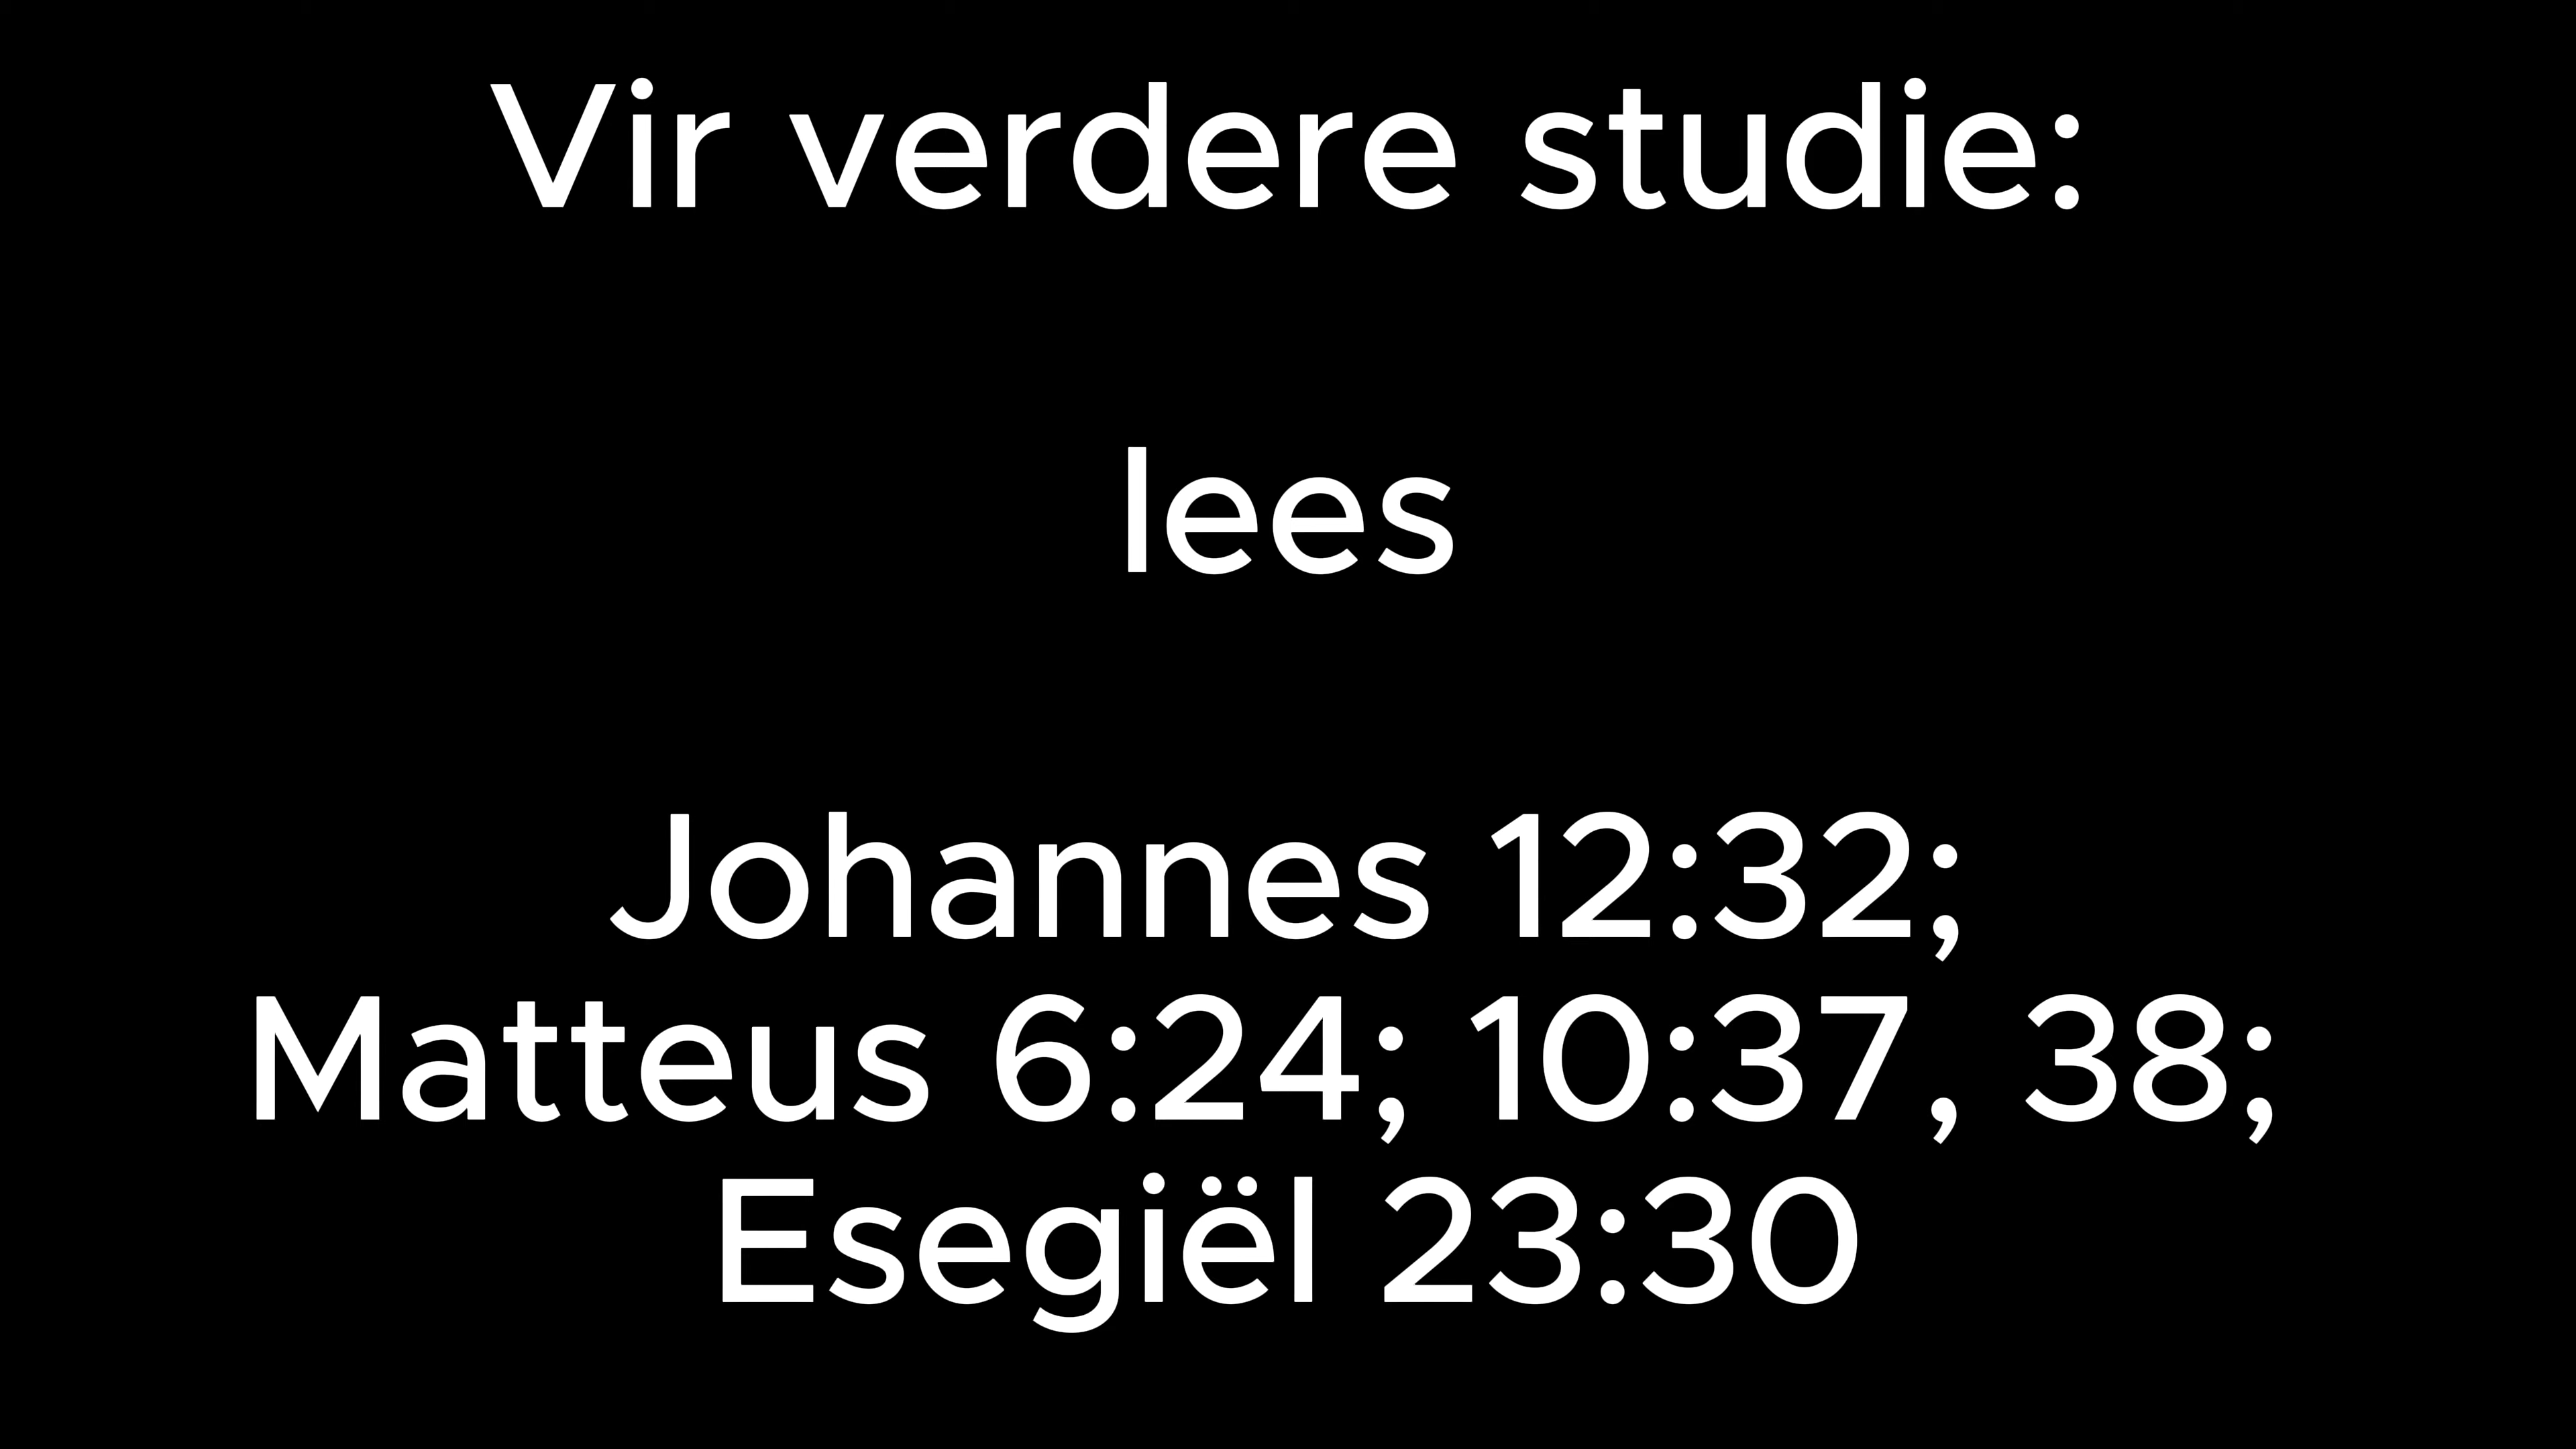 Vir verdere studie:
lees
Johannes 12:32;
Matteus 6:24; 10:37, 38;
Esegiël 23:30